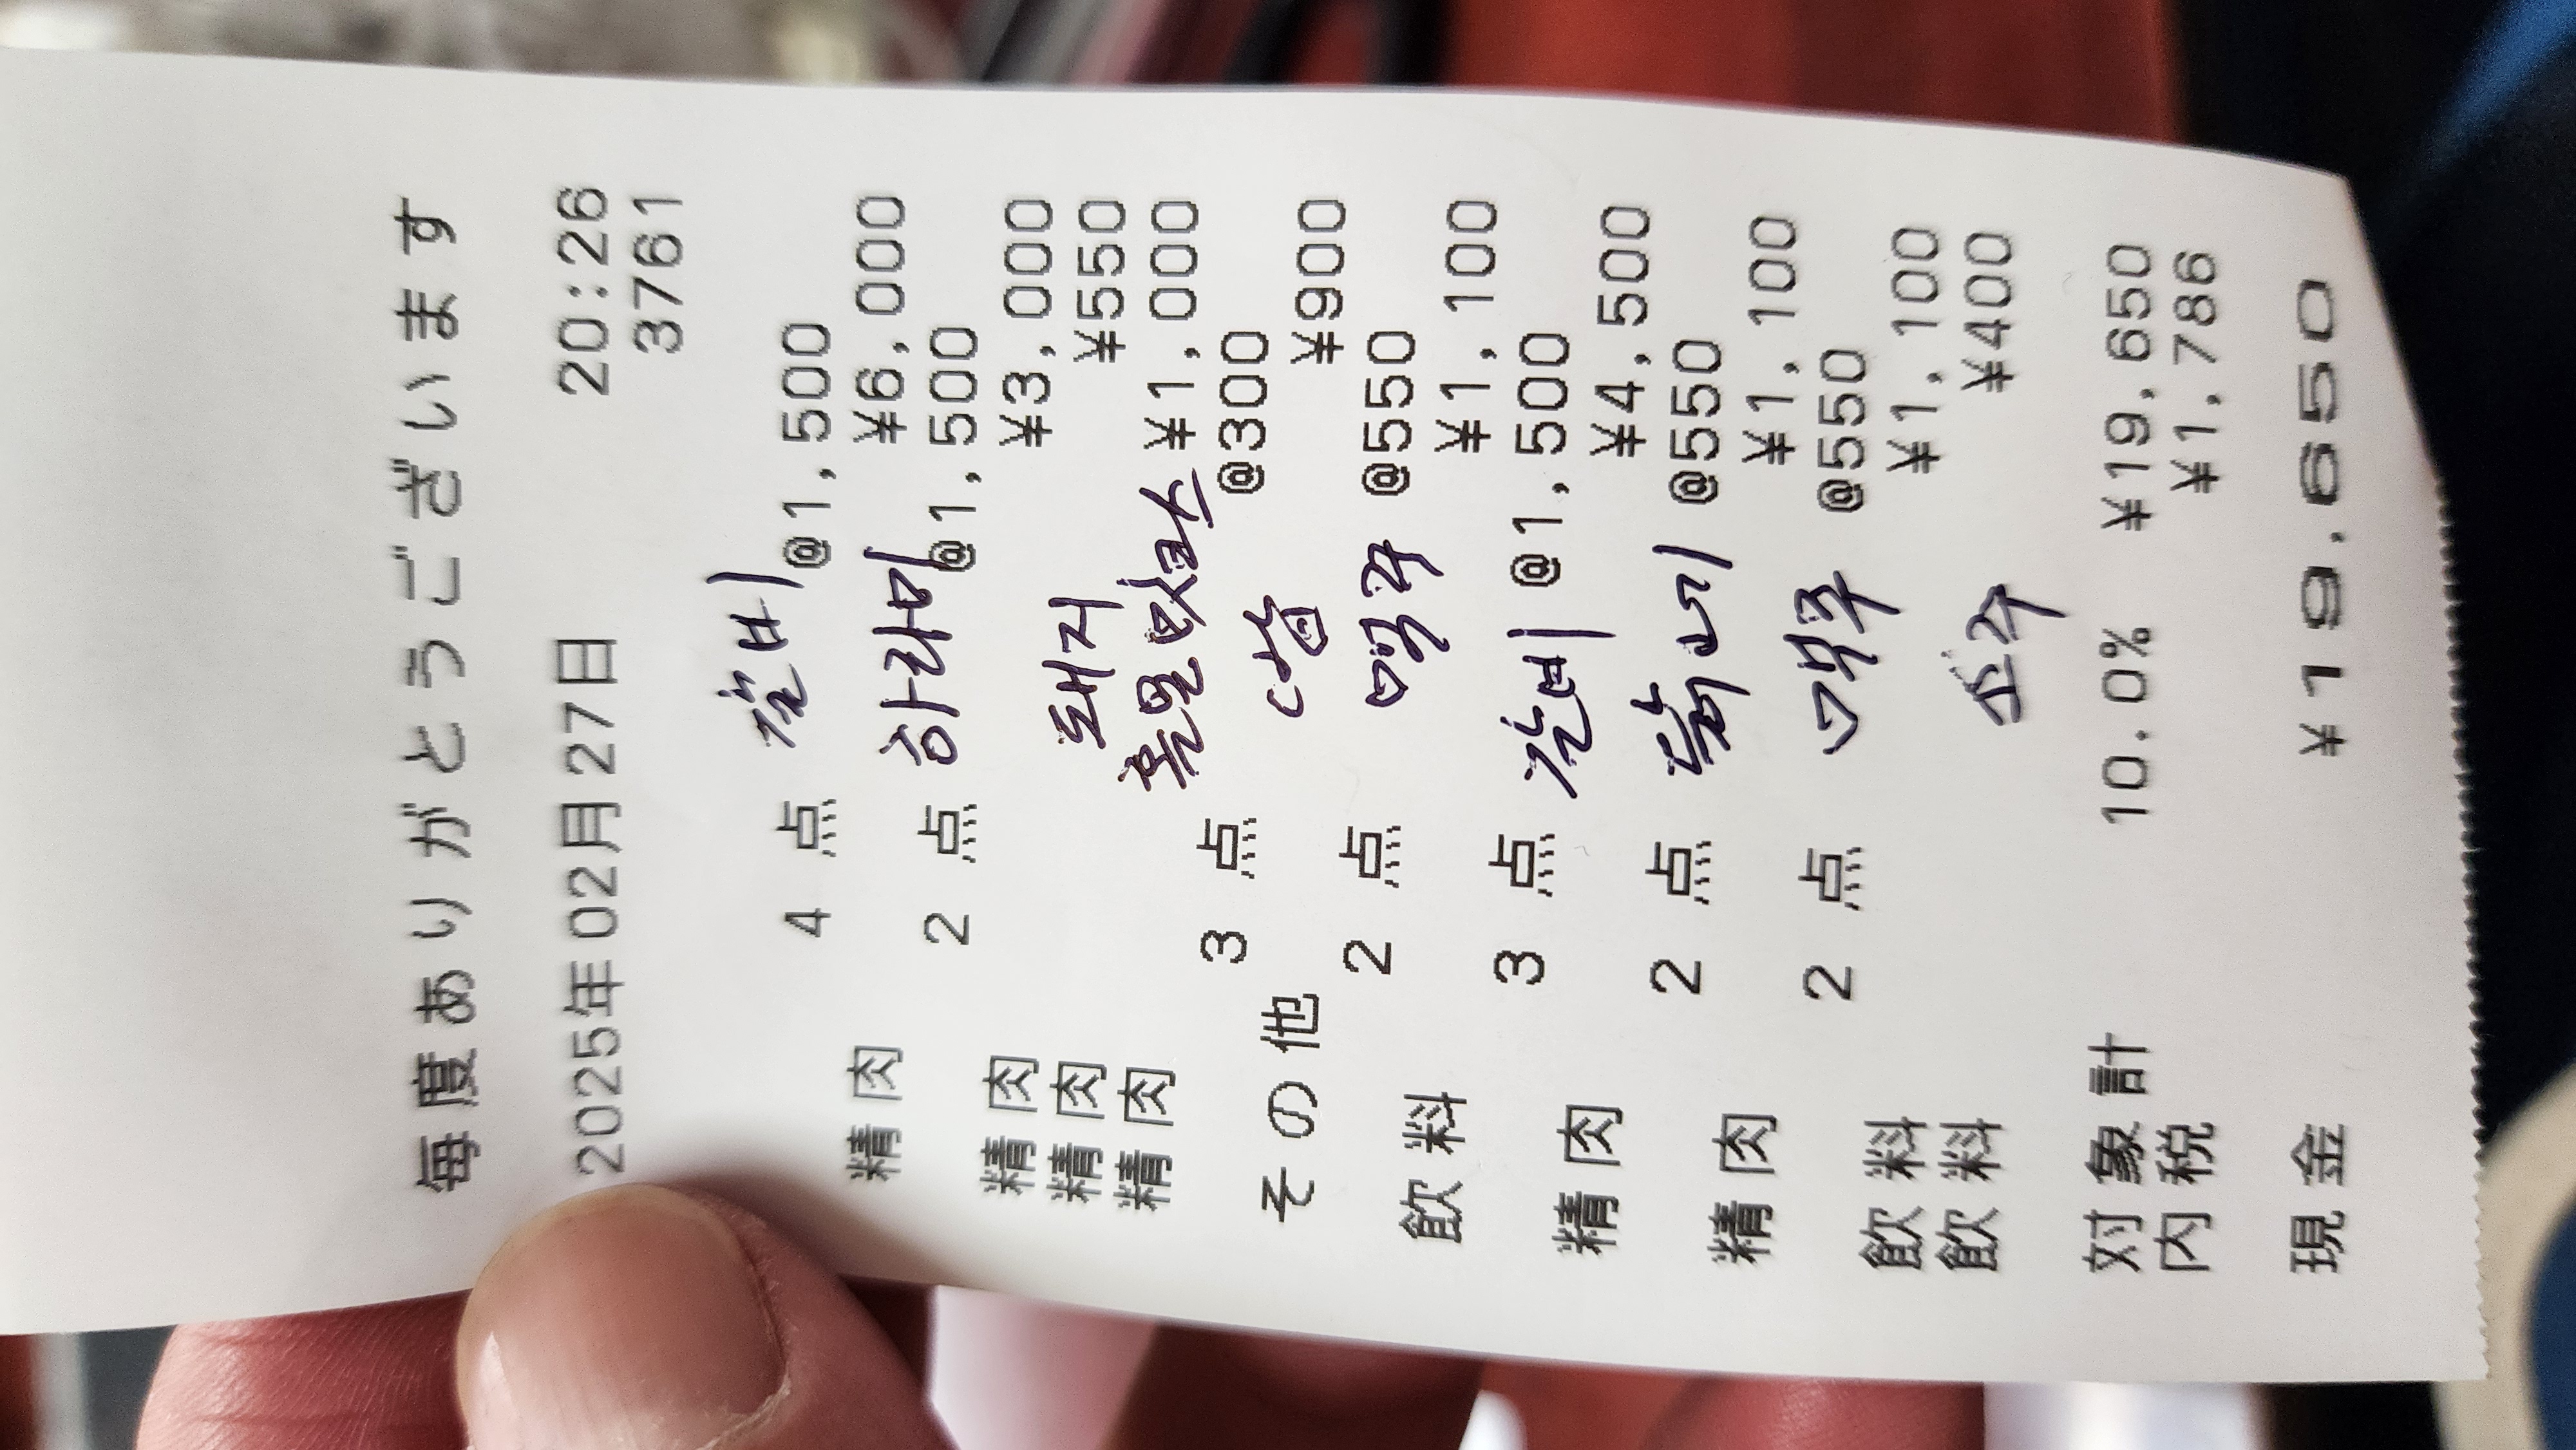 毎度ありがとうございます
2025年02月27日 20:26
3761
4点 갈비 @1,500
精肉 ¥6,000
2点 하라미 @1,500
精肉 ¥3,000
精肉 돼지 ¥550
精肉 ¥1,000
3点 @300
その他 ¥900
2点 맥주 @550
飲料 ¥1,100
3点 갈비 @1,500
精肉 ¥4,500
2点 @550
精肉 ¥1,100
2点 맥주 @550
飲料 ¥1,100
飲料 소주 ¥400
対象計 10.0% ¥19,650
内税 ¥1,786
現金 ¥19,650